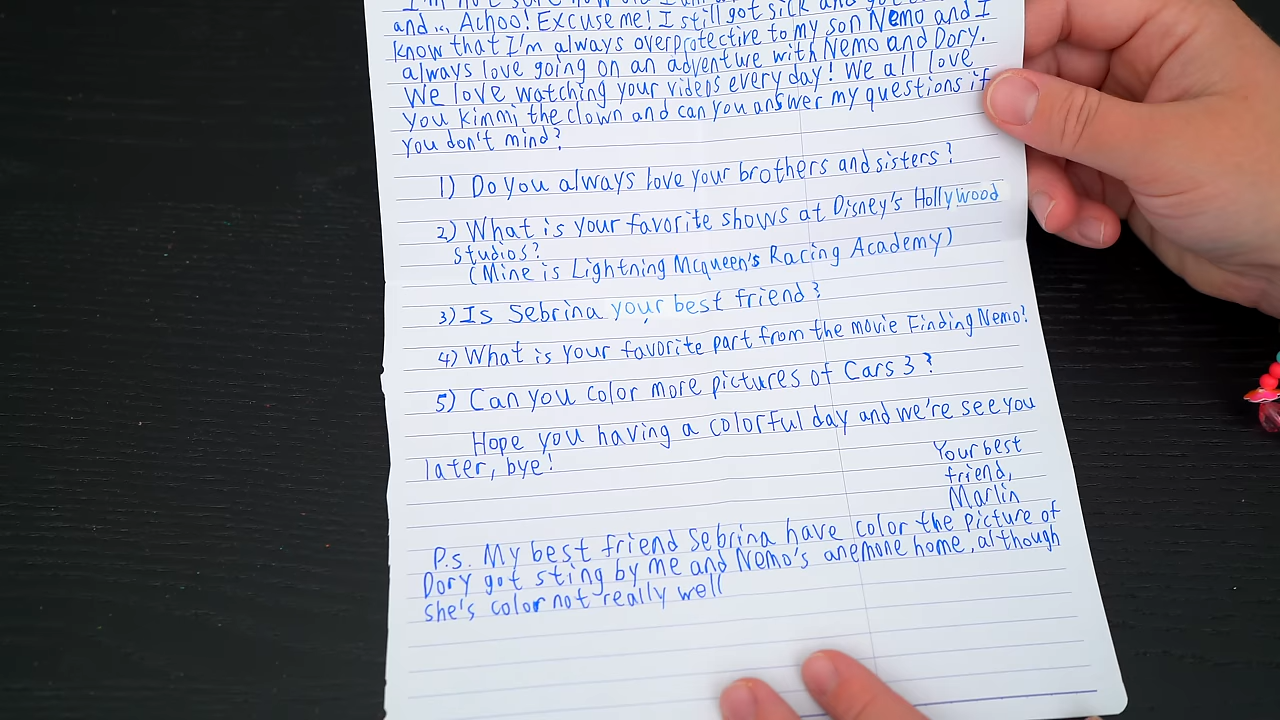 and... Achoo! Excuse me! I still got sick and
know that I'm always overprotective to my son Nemo and I
always love going on an adventure with Nemo and Dory.
We love watching your videos every day! We all love
you Kimmi the clown and can you answer my questions if
you don't mind?
1) Do you always love your brothers and sisters?
2) What is your favorite shows at Disney's Hollywood
studios?
(Mine is Lightning Mcqueen's Racing Academy)
3) Is Sebrina your best friend?
4) What is your favorite part from the movie Finding Nemo?
5) Can you color more pictures of Cars 3?
Hope you having a colorful day and we're see you
later, bye!
Your best
friend,
Marlin
P.s. My best friend Sebrina have color the picture of
Dory got sting by me and Nemo's anemone home, although
she's color not really well